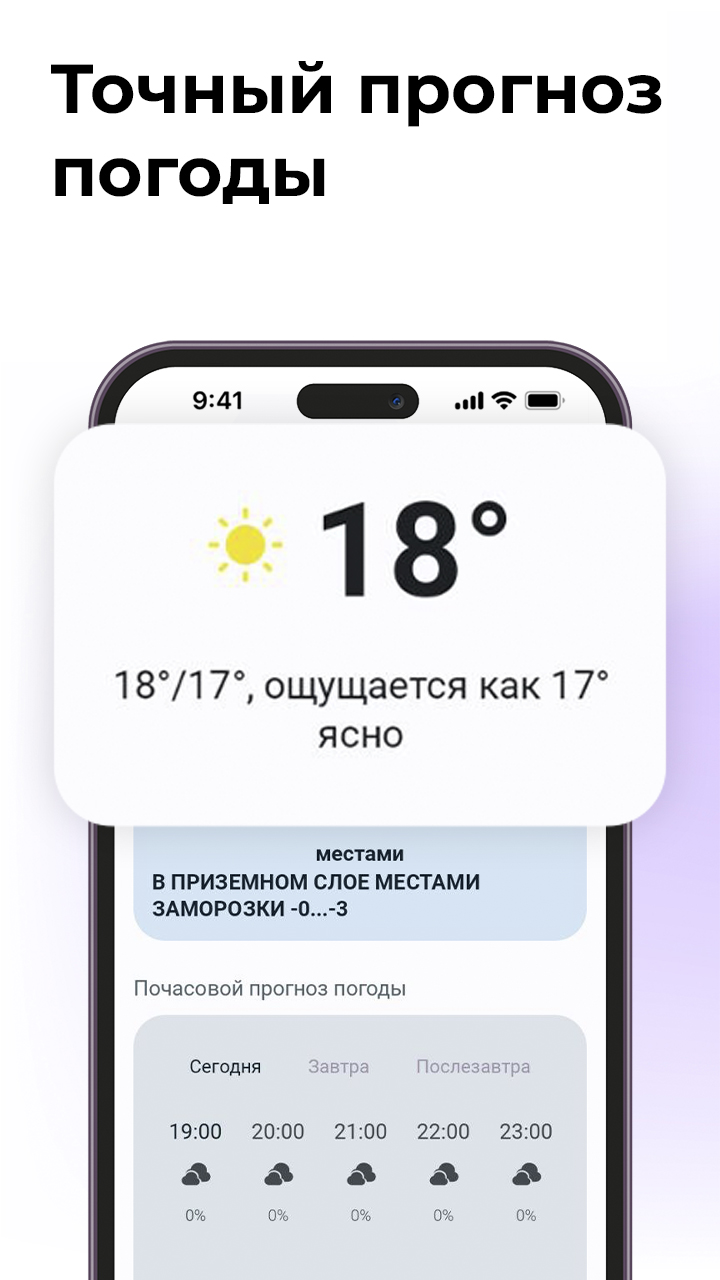 Точный прогноз
погоды
9:41
18°
18°/17°, ощущается как 17°
ясно
местами
В ПРИЗЕМНОМ СЛОЕ МЕСТАМИ
ЗАМОРОЗКИ -0...-3
Почасовой прогноз погоды
Сегодня Завтра Послезавтра
19:00 20:00 21:00 22:00 23:00
0% 0% 0% 0% 0%